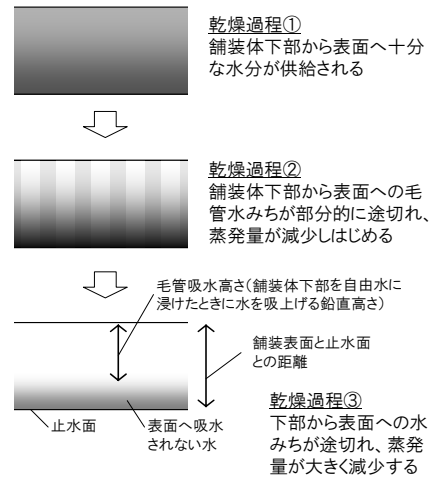 乾燥過程①
舗装体下部から表面へ十分
な水分が供給される
乾燥過程②
舗装体下部から表面への毛
管水みちが部分的に途切れ、
蒸発量が減少しはじめる
毛管吸水高さ(舗装体下部を自由水に
浸けたときに水を吸上げる鉛直高さ)
舗装表面と止水面
との距離
止水面
表面へ吸水
されない水
乾燥過程③
下部から表面への水
みちが途切れ、蒸発
量が大きく減少する